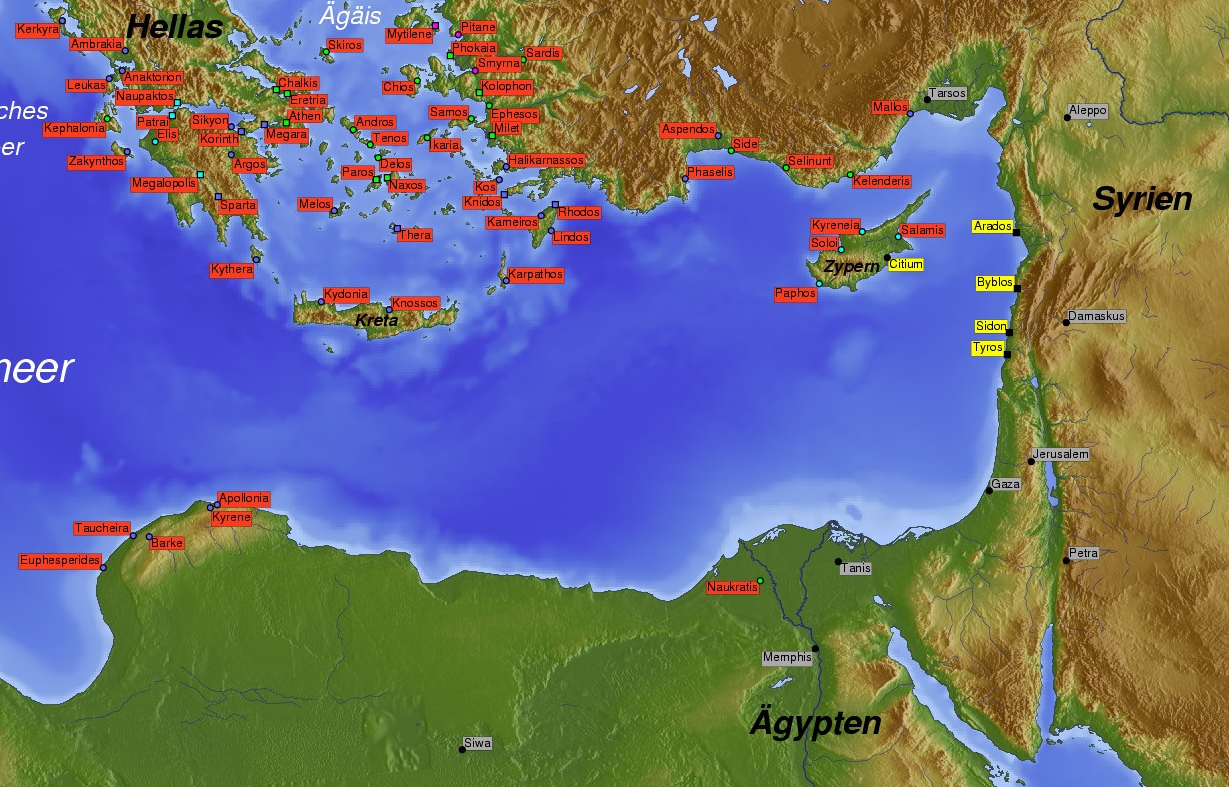 Hellas
Ägäis
Kerkyra
Ambrakia
Leukas
Anaktorion
Naupaktos
Patrai
Elis
Kephalonia
Zakynthos
Megalopolis
Sikyon
Korinth
Argos
Sparta
Kythera
Skiros
Chalkis
Eretria
Athen
Megara
Mytilene
Pitane
Phokaia
Sardis
Smyrna
Chios
Kolophon
Samos
Ephesos
Milet
Andros
Tenos
Ikaria
Delos
Paros
Naxos
Melos
Thera
Halikarnassos
Kos
Knidos
Kameiros
Rhodos
Lindos
Karpathos
Kydonia
Knossos
Kreta
ches
er
neer
Aspendos
Side
Phaselis
Selinunt
Kelenderis
Mallos
Tarsos
Aleppo
Syrien
Kyreneia
Soloi
Salamis
Zypern
Citium
Paphos
Arados
Byblos
Sidon
Tyros
Damaskus
Jerusalem
Gaza
Petra
Apollonia
Kyrene
Taucheira
Barke
Euphesperides
Naukratis
Tanis
Memphis
Ägypten
Siwa